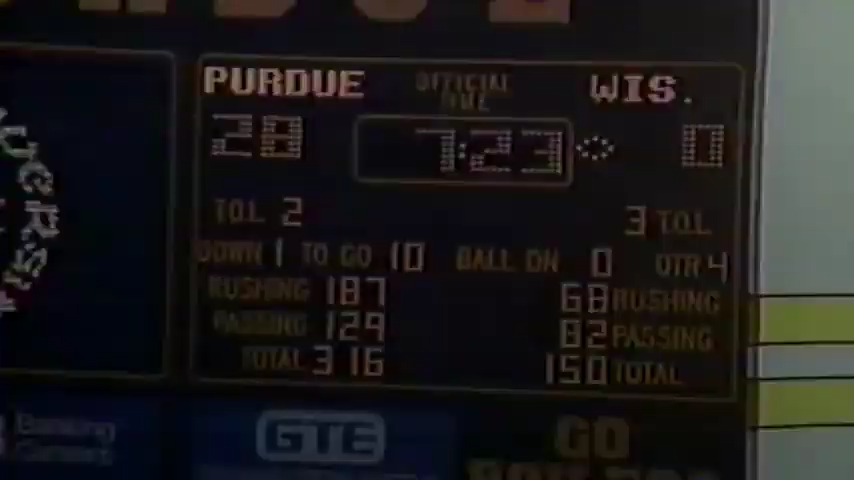 PURDUE OFFICIAL TIME WIS.
28 7:23 0
T.O.L 2 3 T.O.L
DOWN 1 TO GO 10 BALL ON 0 QTR 4
RUSHING 187 68 RUSHING
PASSING 129 82 PASSING
TOTAL 316 150 TOTAL
Banking
GTE GO